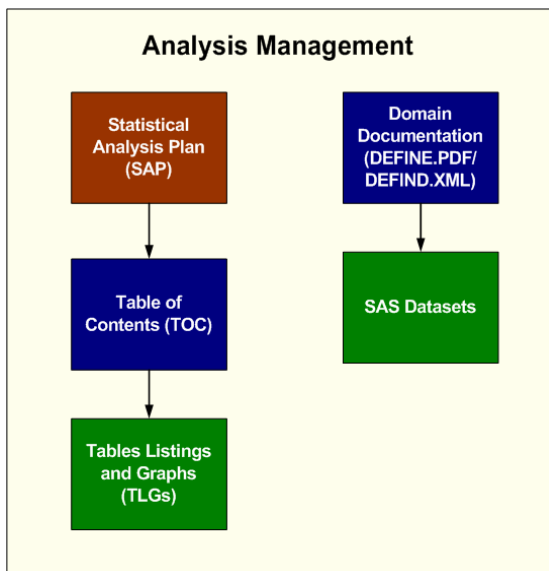 Analysis Management
Statistical
Analysis Plan
(SAP)
Table of
Contents (TOC)
Tables Listings
and Graphs
(TLGs)
Domain
Documentation
(DEFINE.PDF/
DEFIND.XML)
SAS Datasets